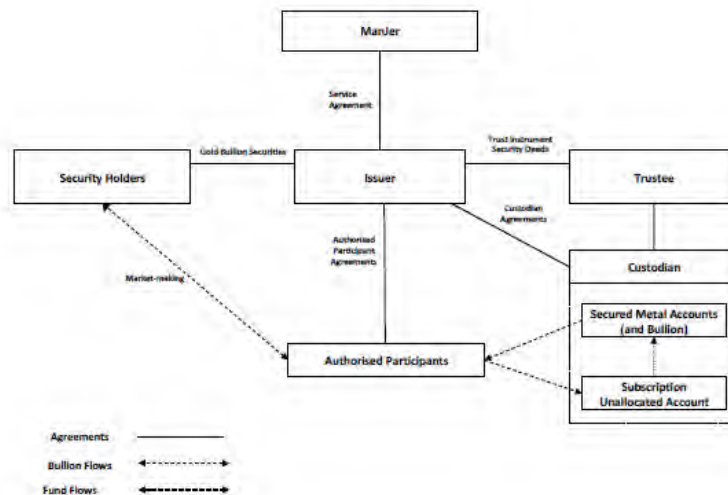 ManJer
Service
Agreement
Gold Bullion Securities
Trust Instrument
Security Deeds
Security Holders
Issuer
Trustee
Custodian
Agreements
Authorised
Participant
Agreements
Custodian
Market-making
Secured Metal Accounts
(and Bullion)
Authorised Participants
Subscription
Unallocated Account
Agreements
Bullion Flows
Fund Flows